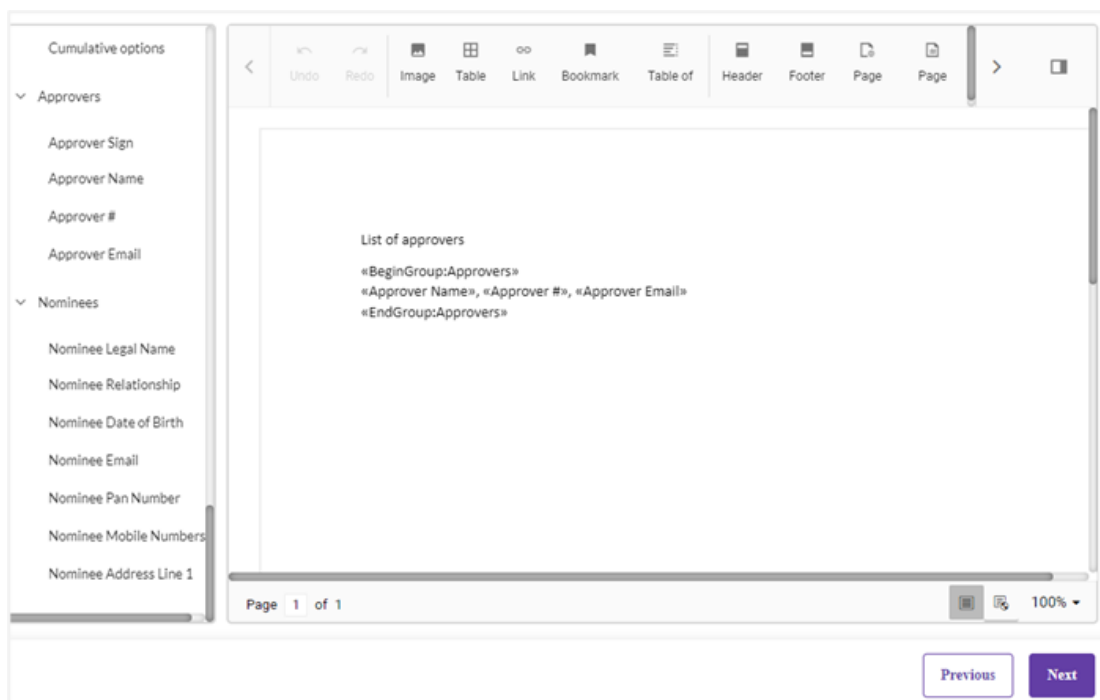 Cumulative options
Approvers
Approver Sign
Approver Name
Approver #
Approver Email
Nominees
Nominee Legal Name
Nominee Relationship
Nominee Date of Birth
Nominee Email
Nominee Pan Number
Nominee Mobile Numbers
Nominee Address Line 1
Undo Redo Image Table Link Bookmark Table of Header Footer Page Page
List of approvers
«BeginGroup:Approvers»
«Approver Name», «Approver #», «Approver Email»
«EndGroup:Approvers»
Page 1 of 1 100%
Previous Next